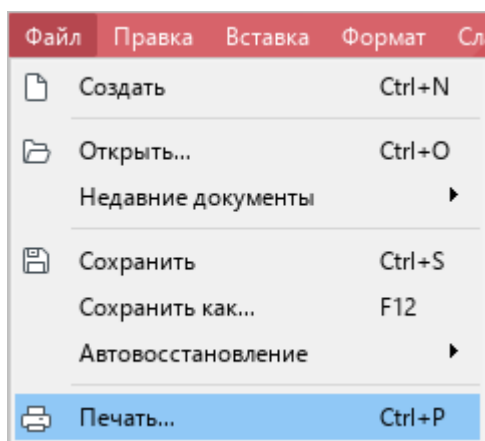 Файл Правка Вставка Формат
Создать Ctrl+N
Открыть... Ctrl+O
Недавние документы
Сохранить Ctrl+S
Сохранить как... F12
Автовосстановление
Печать... Ctrl+P